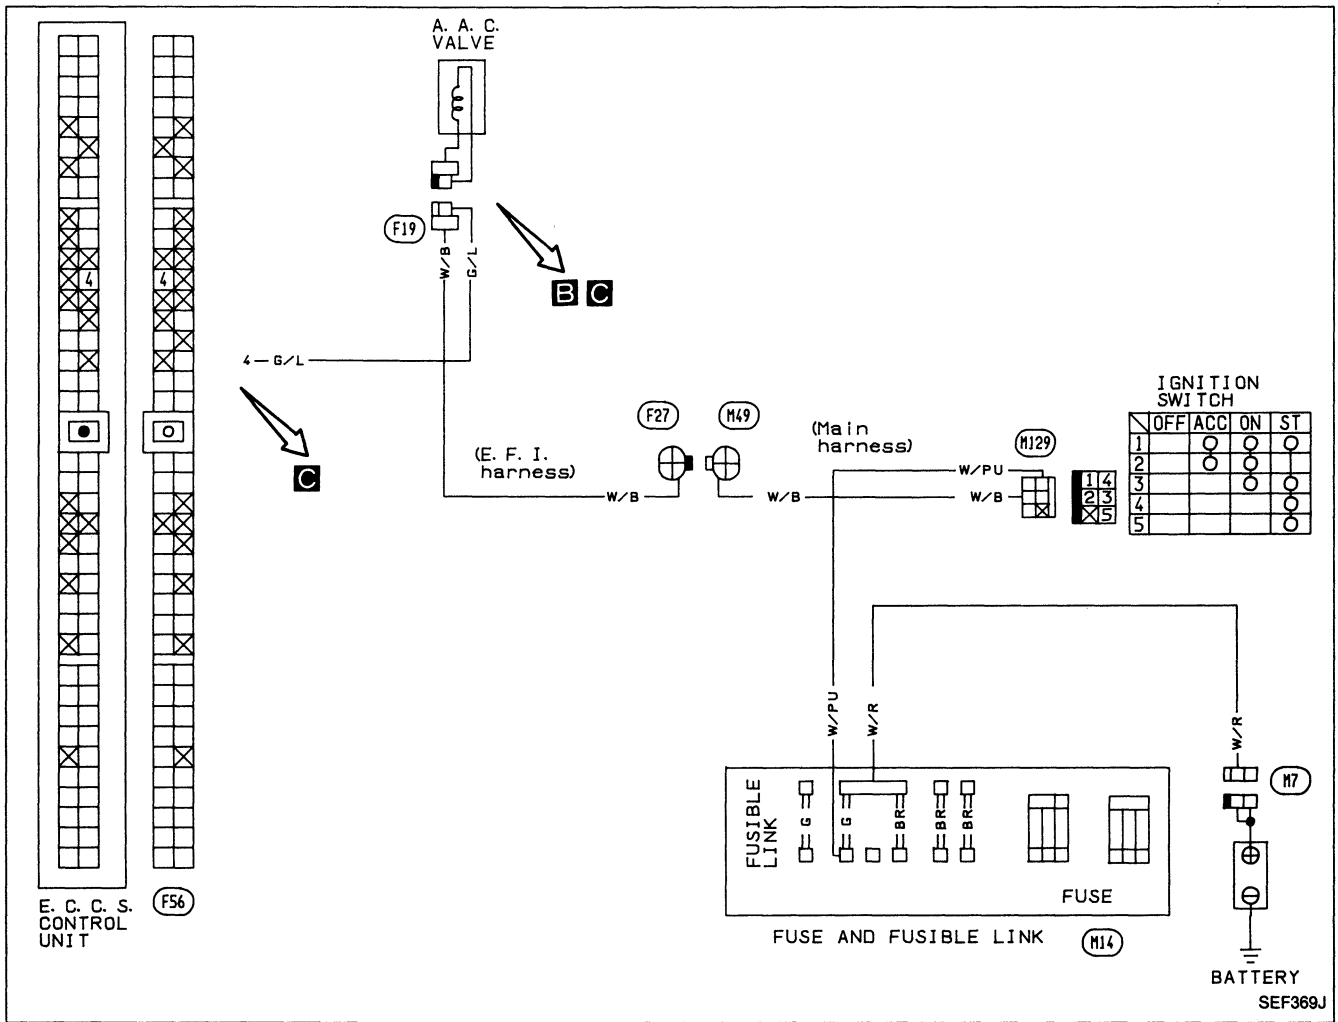 A. A. C.
VALVE
F19
W/B
G/L
B C
4
4
4 G/L
C
(E. F. I.
harness)
F27
M49
(Main
harness)
M129
IGNITION
SWITCH
OFF ACC ON ST
1
2
3
4
5
W/PU
W/B
W/B
W/B
1 4
2 3
5
W/PU
W/R
W/R
M7
FUSIBLE
LINK
G
G
BR
BR
BR
FUSE
FUSE AND FUSIBLE LINK
M14
BATTERY
E. C. C. S.
CONTROL
UNIT
F56
SEF369J